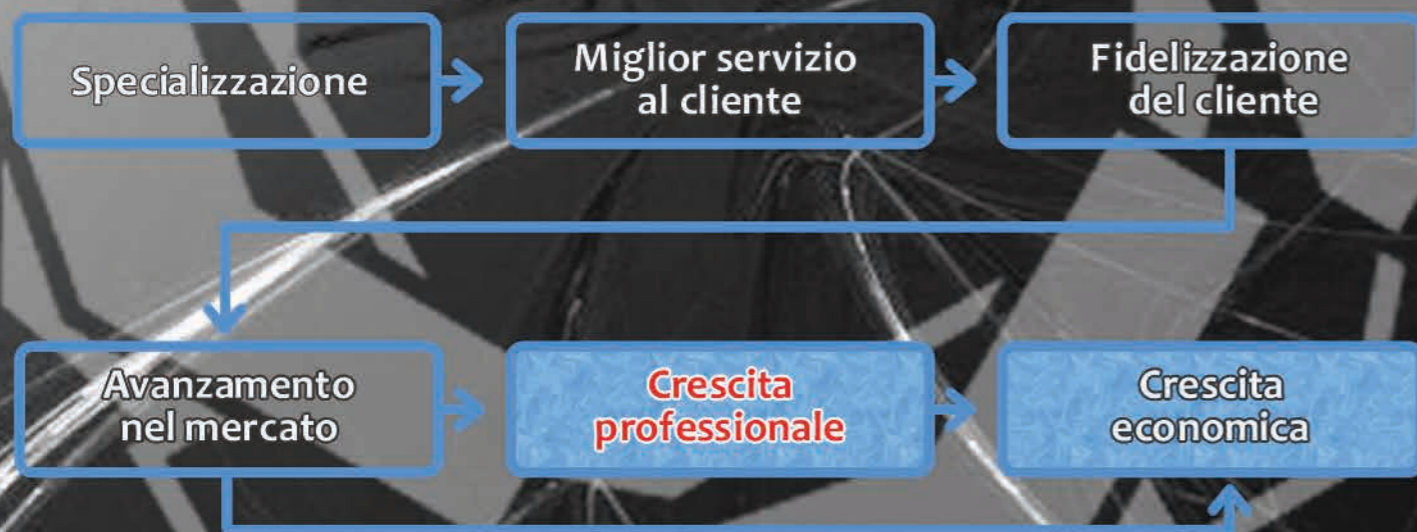 Specializzazione
Miglior servizio
al cliente
Fidelizzazione
del cliente
Avanzamento
nel mercato
Crescita
professionale
Crescita
economica